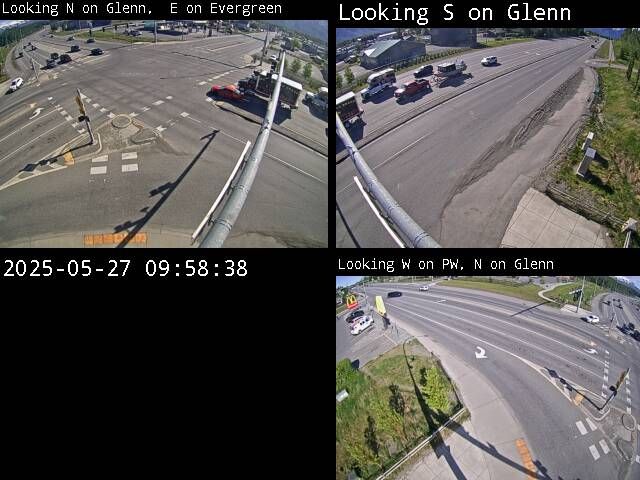 Looking N on Glenn,  E on Evergreen
Looking S on Glenn
2025-05-27 09:58:38
Looking W on PW, N on Glenn